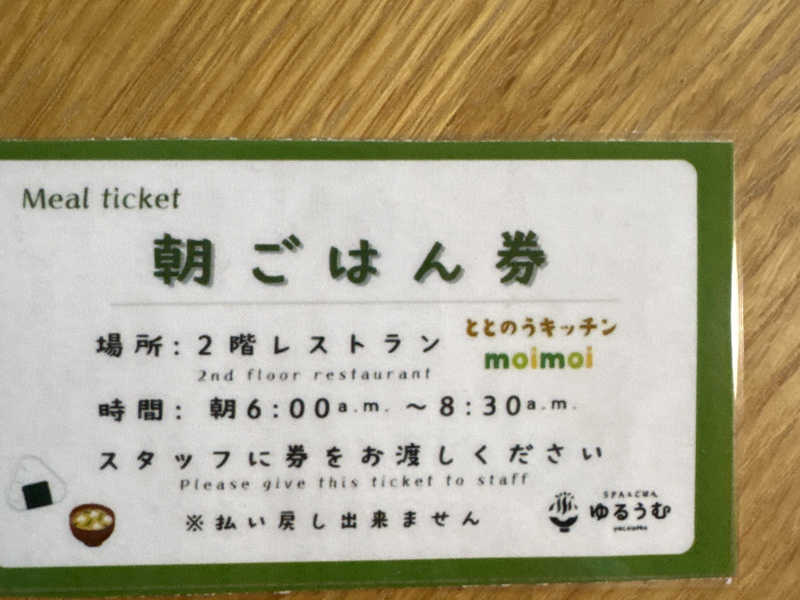 Meal ticket
朝ごはん券
場所: 2階レストラン
ととのうキッチン
moimoi
2nd floor restaurant
時間: 朝6:00a.m.～8:30a.m.
スタッフに券をお渡しください
Please give this ticket to staff
※払い戻し出来ません
SPA&ごはん
ゆるうむ